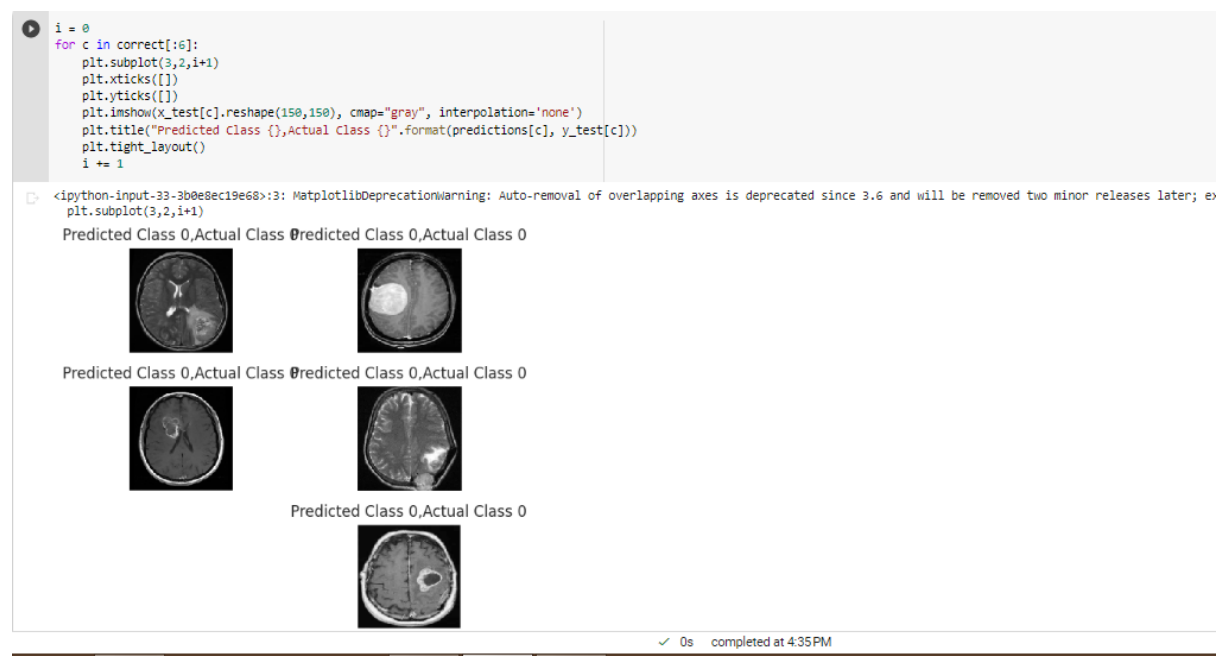 i = 0
for c in correct[:6]:
    plt.subplot(3,2,i+1)
    plt.xticks([])
    plt.yticks([])
    plt.imshow(x_test[c].reshape(150,150), cmap="gray", interpolation='none')
    plt.title("Predicted Class {},Actual Class {}".format(predictions[c], y_test[c]))
    plt.tight_layout()
    i += 1
<ipython-input-33-3b0e8ec19e68>:3: MatplotlibDeprecationWarning: Auto-removal of overlapping axes is deprecated since 3.6 and will be removed two minor releases later; ex
  plt.subplot(3,2,i+1)
Predicted Class 0,Actual Class 0 Predicted Class 0,Actual Class 0
Predicted Class 0,Actual Class 0 Predicted Class 0,Actual Class 0
Predicted Class 0,Actual Class 0
✓ 0s completed at 4:35 PM